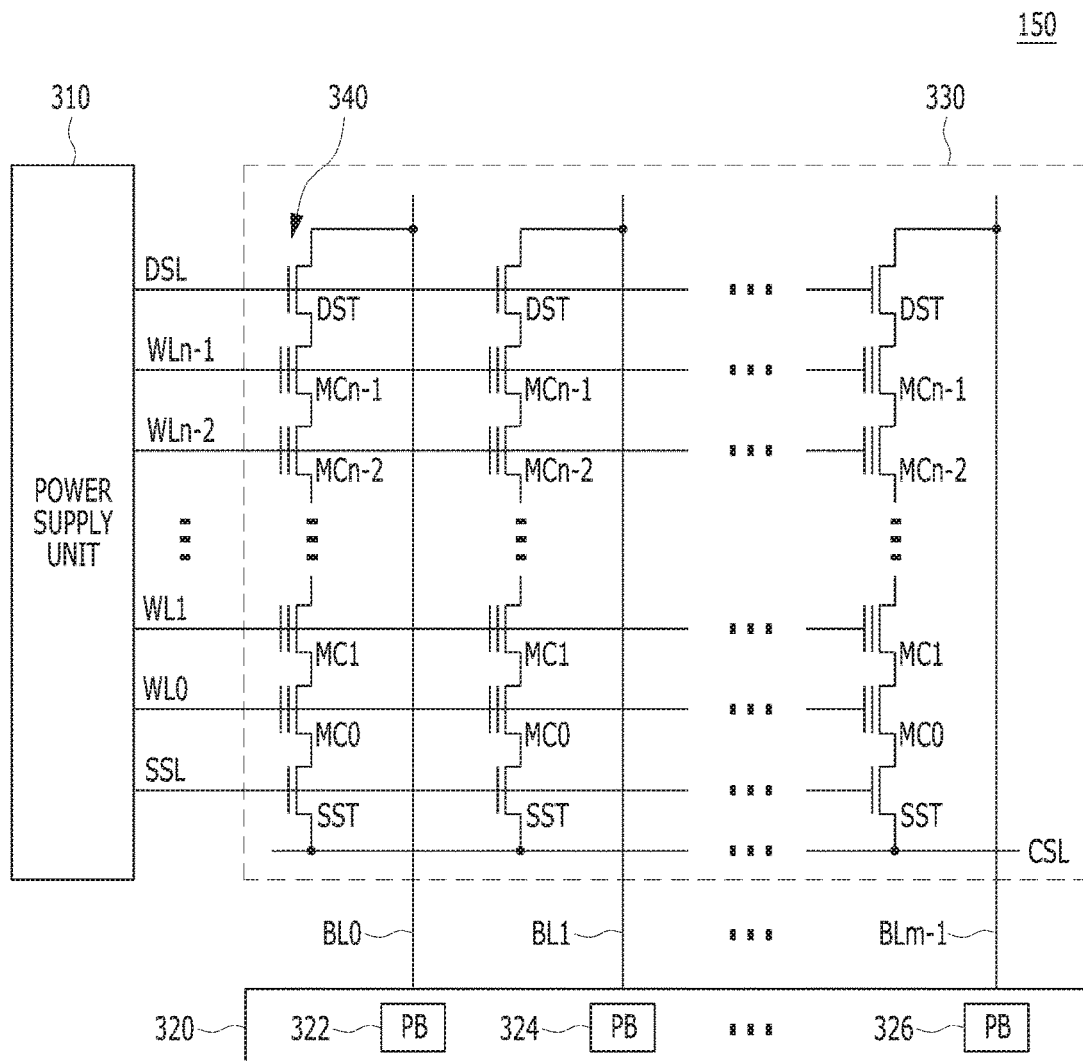 150
310
340
330
DSL
DST
DST
DST
WLn-1
MCn-1
MCn-1
MCn-1
WLn-2
MCn-2
MCn-2
MCn-2
POWER
SUPPLY
UNIT
WL1
MC1
MC1
MC1
WL0
MC0
MC0
MC0
SSL
SST
SST
SST
CSL
BL0
BL1
BLm-1
320
322
PB
324
PB
326
PB